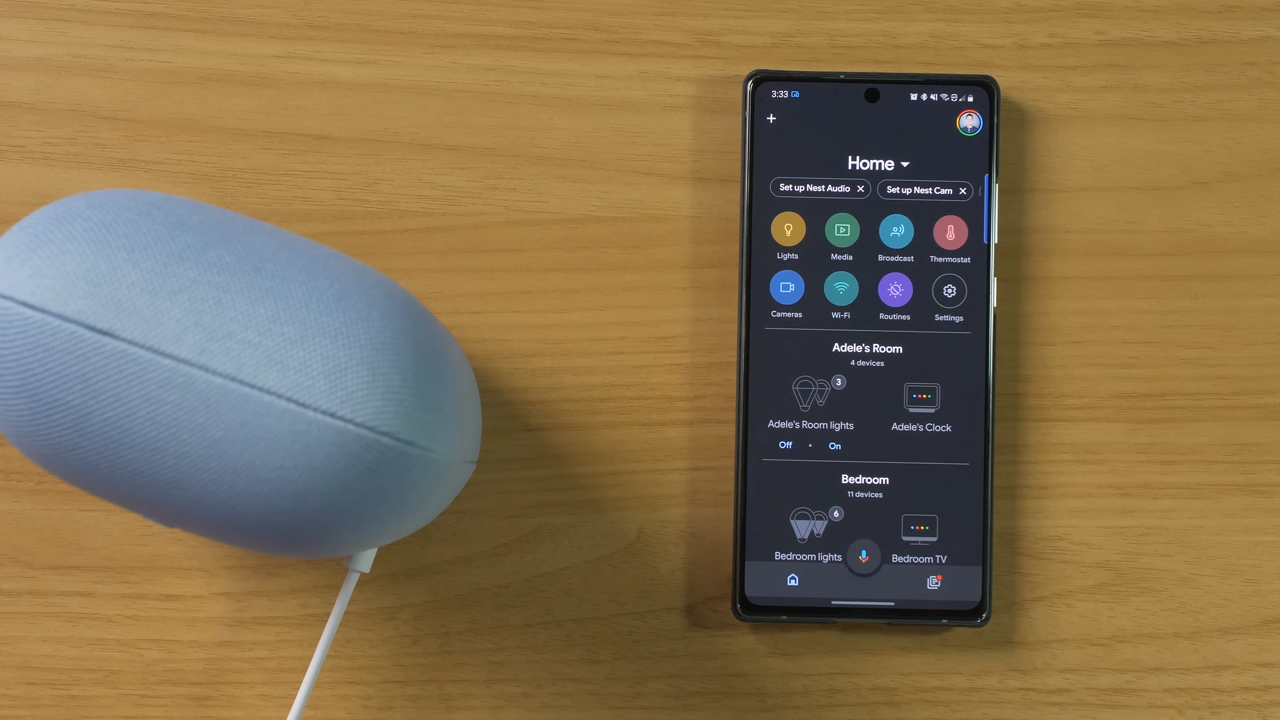 3:33
Home
Set up Nest Audio
Set up Nest Cam
Lights
Media
Broadcast
Thermostat
Cameras
Wi-Fi
Routines
Settings
Adele's Room
4 devices
3
Adele's Room lights
Adele's Clock
Off • On
Bedroom
11 devices
6
Bedroom lights
Bedroom TV